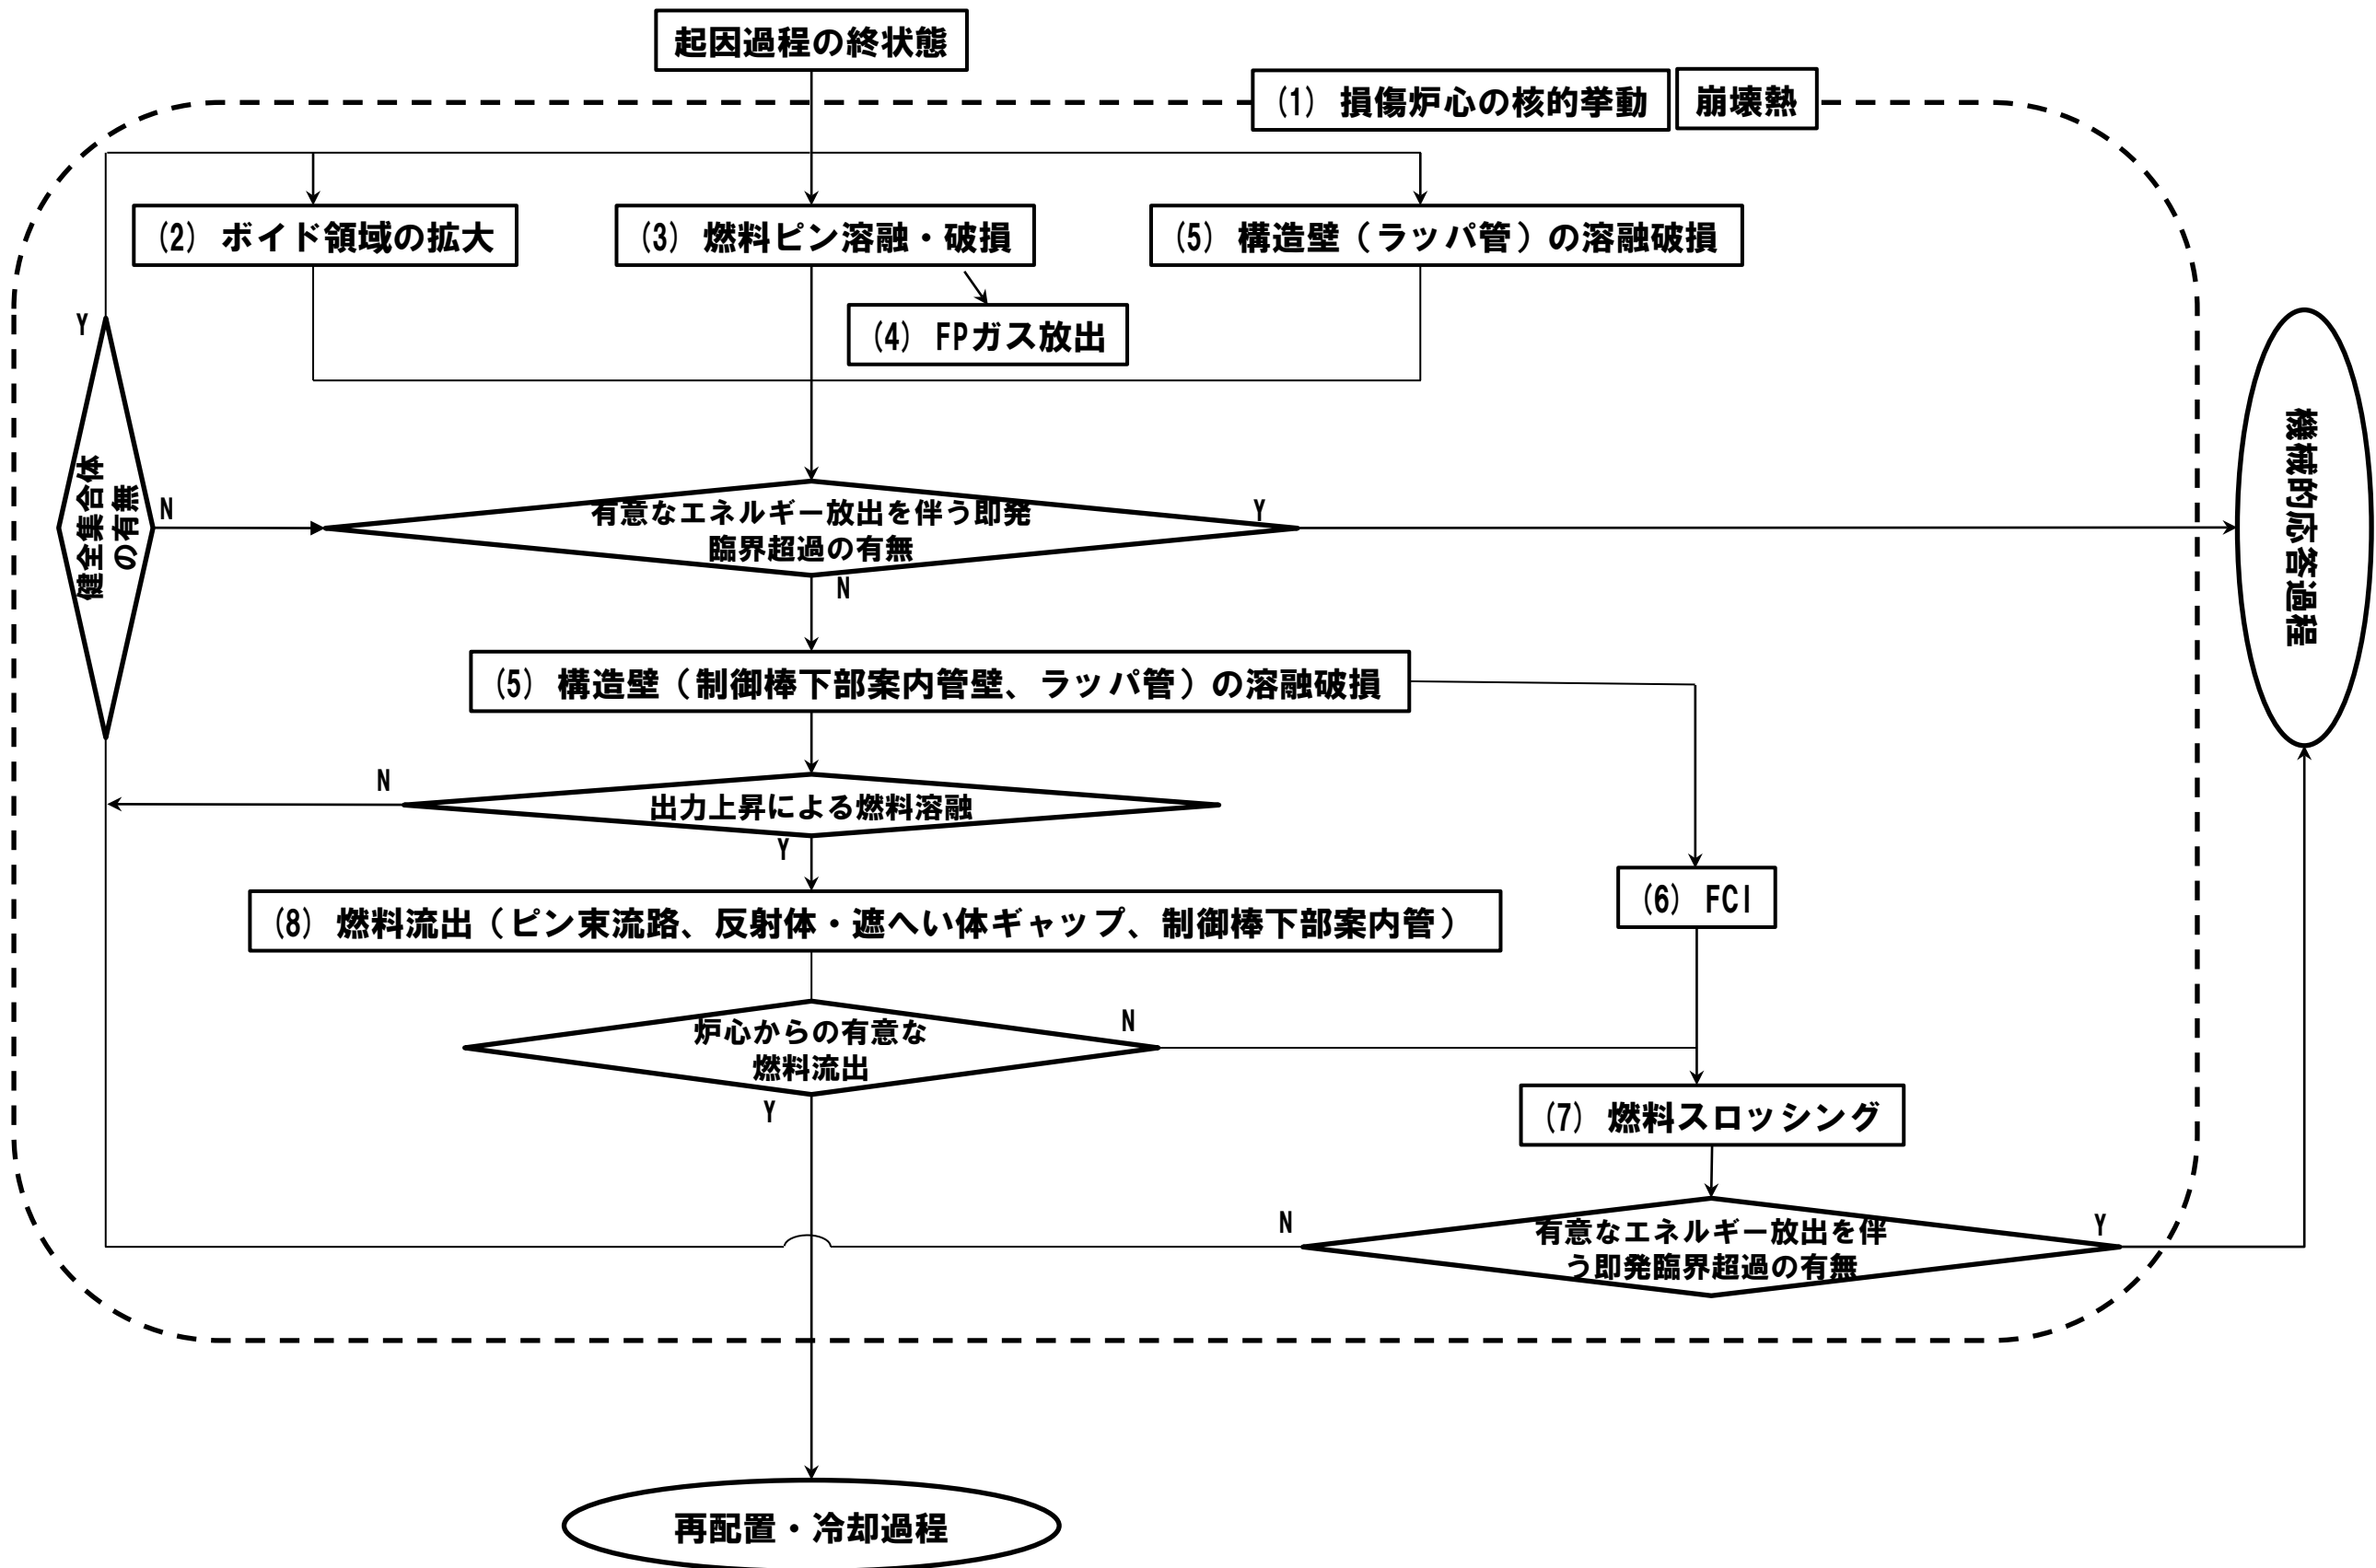 起因過程の終状態
（1） 損傷炉心の核的挙動
崩壊熱
（2） ボイド領域の拡大
（3） 燃料ピン溶融・破損
（5） 構造壁（ラッパ管）の溶融破損
（4） FPガス放出
Y
健全集合体
の有無
N
有意なエネルギー放出を伴う即発
臨界超過の有無
Y
N
機械的応答過程
（5） 構造壁（制御棒下部案内管壁、ラッパ管）の溶融破損
N
出力上昇による燃料溶融
Y
（6） FCI
（8） 燃料流出（ピン束流路、反射体・遮へい体ギャップ、制御棒下部案内管）
炉心からの有意な
燃料流出
N
Y
（7） 燃料スロッシング
N
有意なエネルギー放出を伴
う即発臨界超過の有無
Y
再配置・冷却過程